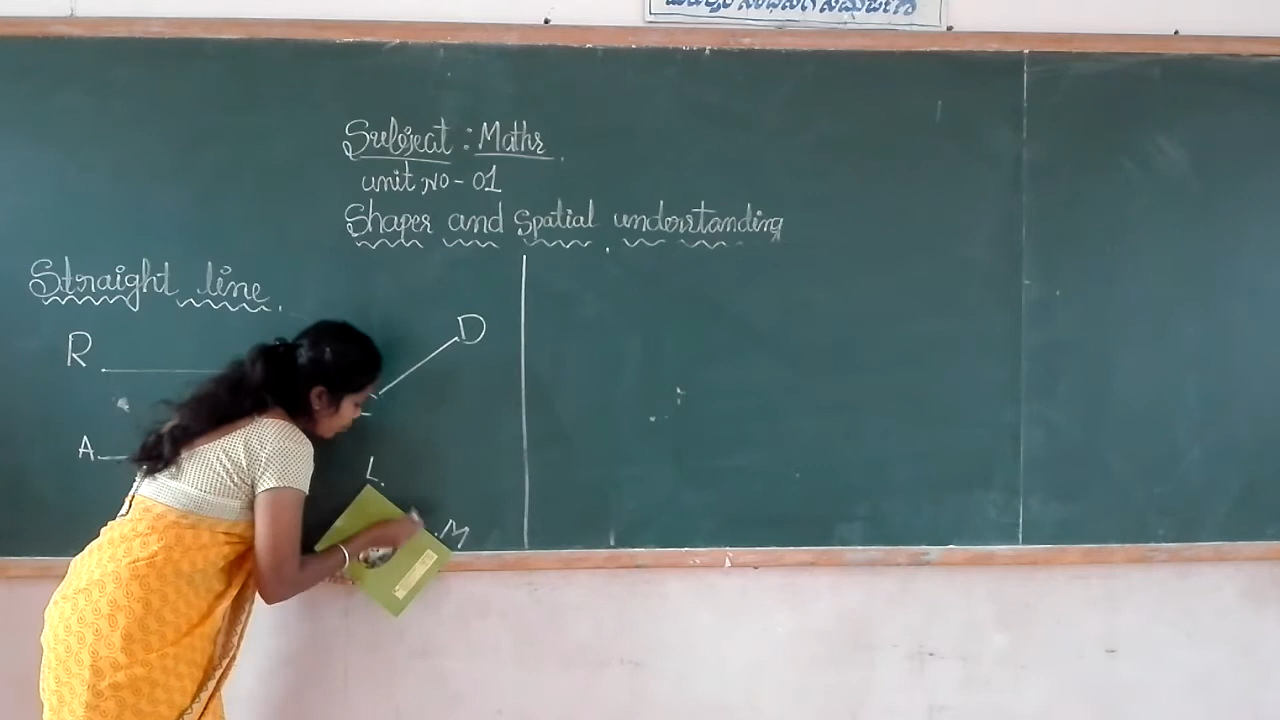 Subject : Maths.
unit No - 01
Shapes and Spatial understanding.
Straight line.
R
D
A
L
M